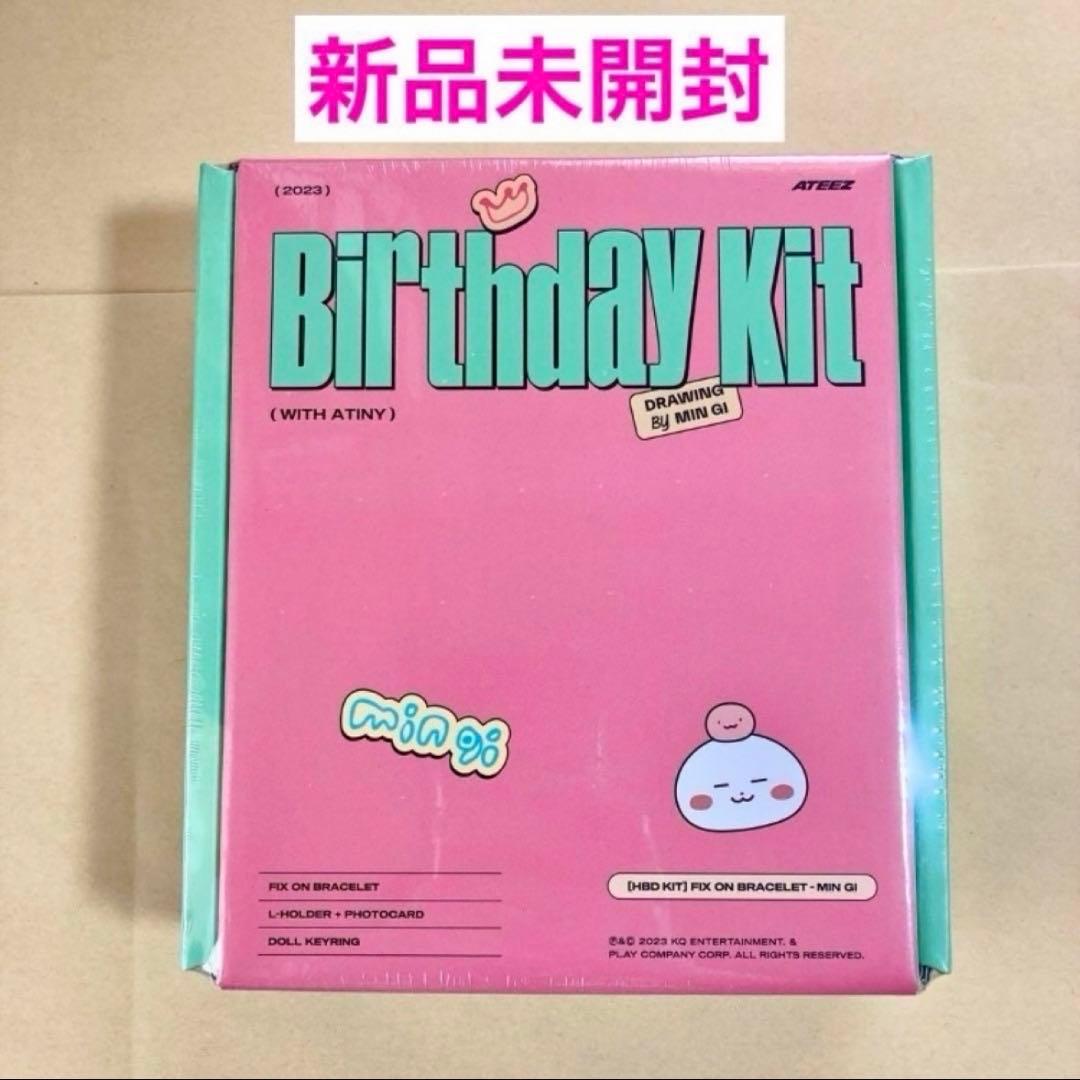 新品未開封
(2023)
ATEEZ
Birthday Kit
(WITH ATINY)
DRAWING
By MIN GI
min gi
FIX ON BRACELET
L-HOLDER + PHOTOCARD
DOLL KEYRING
[HBD KIT] FIX ON BRACELET - MIN GI
℗&© 2023 KQ ENTERTAINMENT. &
PLAY COMPANY CORP. ALL RIGHTS RESERVED.